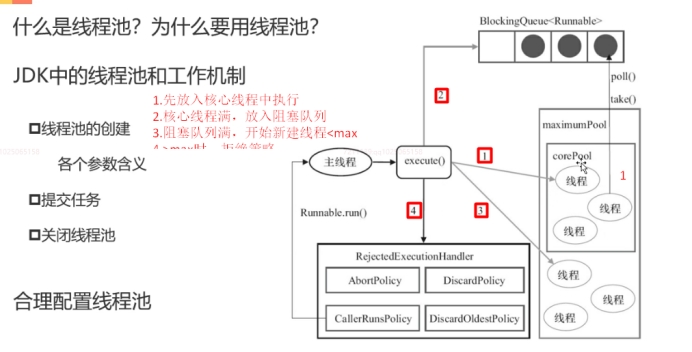 什么是线程池？为什么要用线程池？
JDK中的线程池和工作机制
1.先放入核心线程中执行
2.核心线程满，放入阻塞队列
3.阻塞队列满，开始新建线程<max
4.>max时，拒绝策略
线程池的创建
各个参数含义
提交任务
关闭线程池
合理配置线程池
BlockingQueue<Runnable>
poll()
take()
2
maximumPool
corePool
主线程
execute()
1
线程
1
线程
线程
Runnable.run()
4
3
RejectedExecutionHandler
AbortPolicy
DiscardPolicy
CallerRunsPolicy
DiscardOldestPolicy
线程
线程
线程